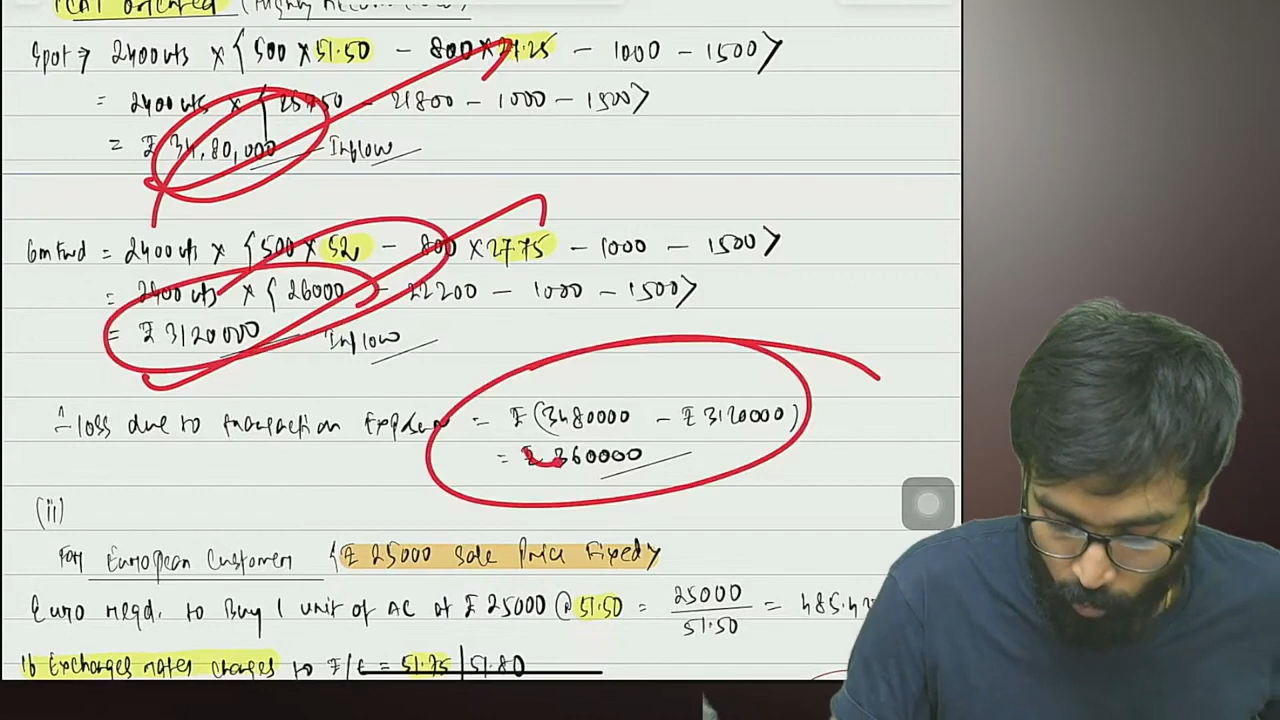 Spot → 2400 uts × {500 × 51.50 - 800 × 27.25 - 1000 - 1500}
= 2400 uts × {25750 - 21800 - 1000 - 1500}
= ₹ 34,80,000 Inflow
6m Fwd = 2400 uts × {500 × 52 - 800 × 27.75 - 1000 - 1500}
= 2400 uts × {26000 - 22200 - 1000 - 1500}
= ₹ 3120000 Inflow
∴ loss due to transaction Exposure = ₹ (3480000 - ₹ 3120000)
= ₹ 360000
(ii)
For European Customer {₹ 25000 Sale Price Fixed}
Euro reqd. to Buy 1 unit of AC at ₹ 25000 @ 51.50 = 25000 / 51.50 = 485.4
If Exchange rates changes to ₹/€ = 51.75 | 51.80